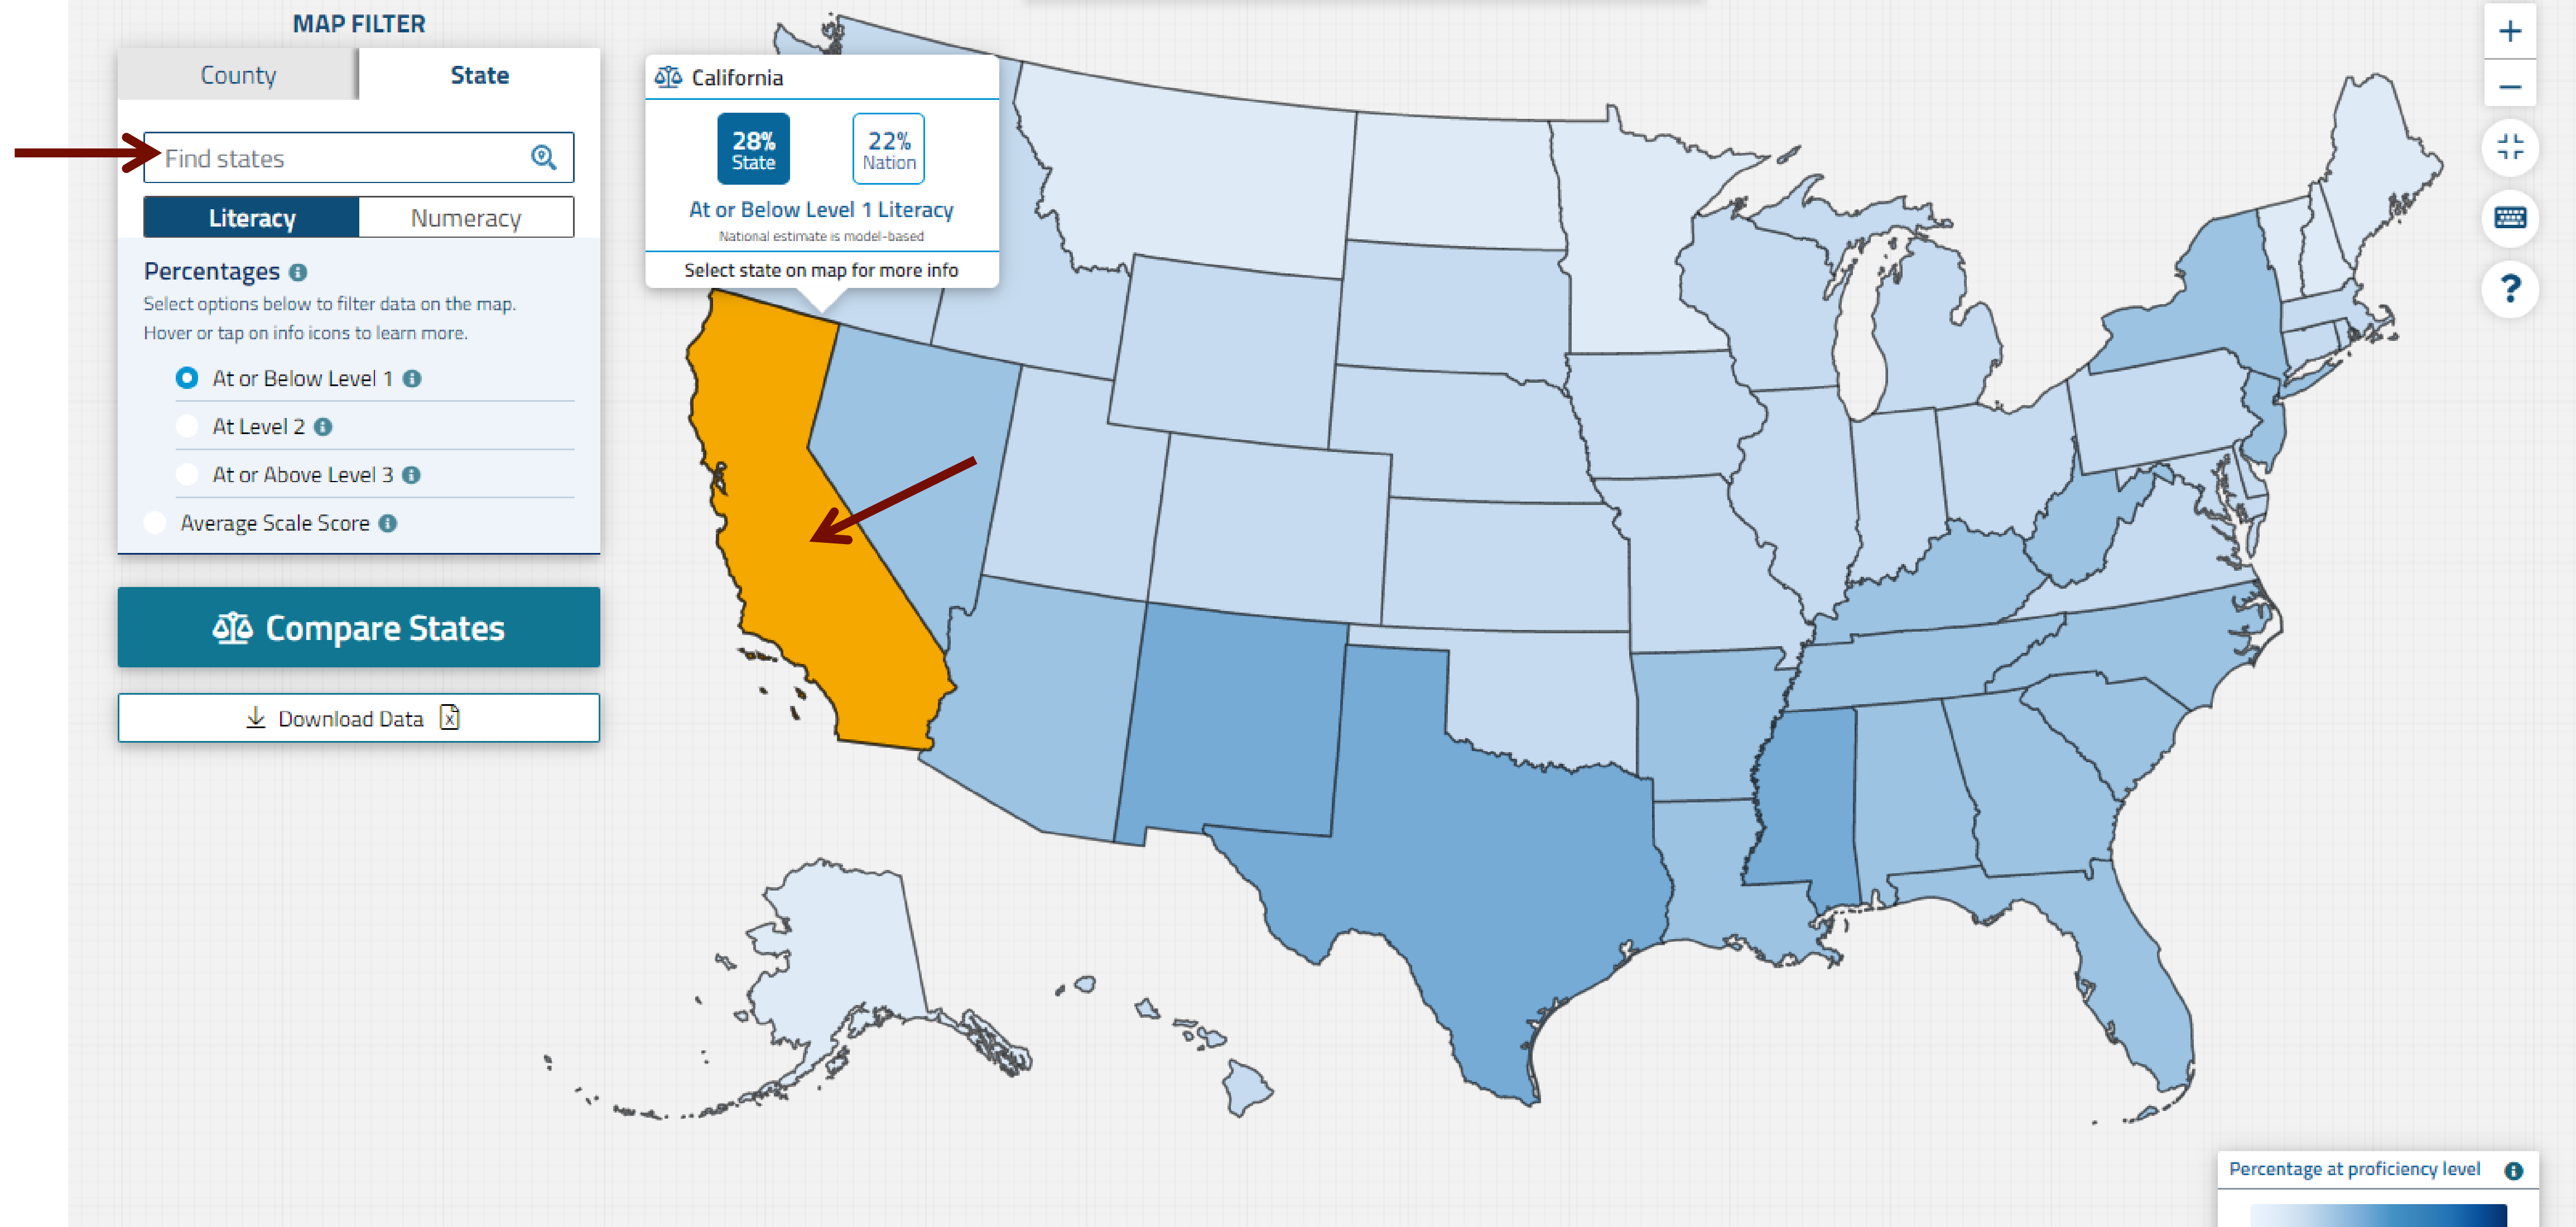 MAP FILTER
County
State
Find states
Literacy
Numeracy
Percentages
Select options below to filter data on the map.
Hover or tap on info icons to learn more.
At or Below Level 1
At Level 2
At or Above Level 3
Average Scale Score
Compare States
Download Data
California
28%
State
22%
Nation
At or Below Level 1 Literacy
National estimate is model-based
Select state on map for more info
+
−
?
Percentage at proficiency level